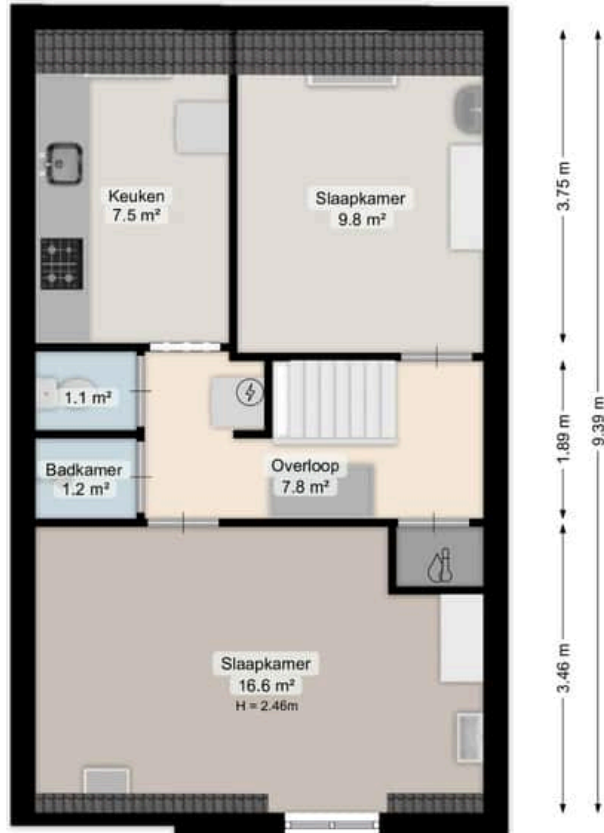 Keuken
7.5 m²
Slaapkamer
9.8 m²
3.75 m
1.1 m²
Badkamer
1.2 m²
Overloop
7.8 m²
1.89 m
9.39 m
Slaapkamer
16.6 m²
H = 2.46m
3.46 m